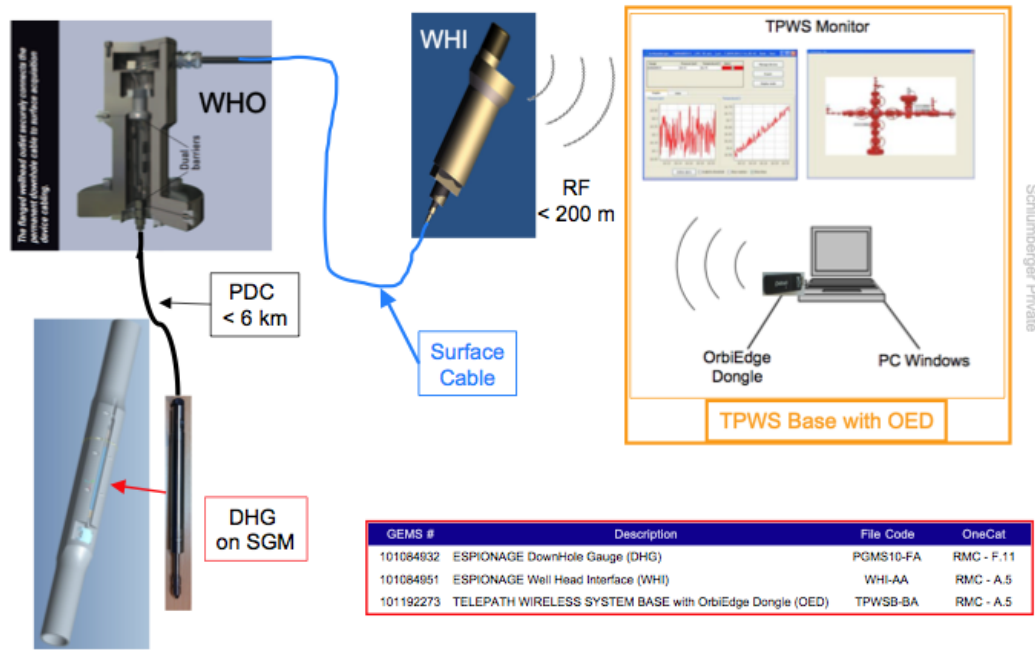 The flanged wellhead outlet securely connects the
permanent downhole cable to surface acquisition
device cabling.
WHO
Dual
barriers
WHI
RF
< 200 m
TPWS Monitor
OrbiEdge
Dongle
PC Windows
TPWS Base with OED
PDC
< 6 km
Surface
Cable
DHG
on SGM
Schlumberger Private
GEMS # Description File Code OneCat
101084932 ESPIONAGE DownHole Gauge (DHG) PGMS10-FA RMC - F.11
101084951 ESPIONAGE Well Head Interface (WHI) WHI-AA RMC - A.5
101192273 TELEPATH WIRELESS SYSTEM BASE with OrbiEdge Dongle (OED) TPWSB-BA RMC - A.5